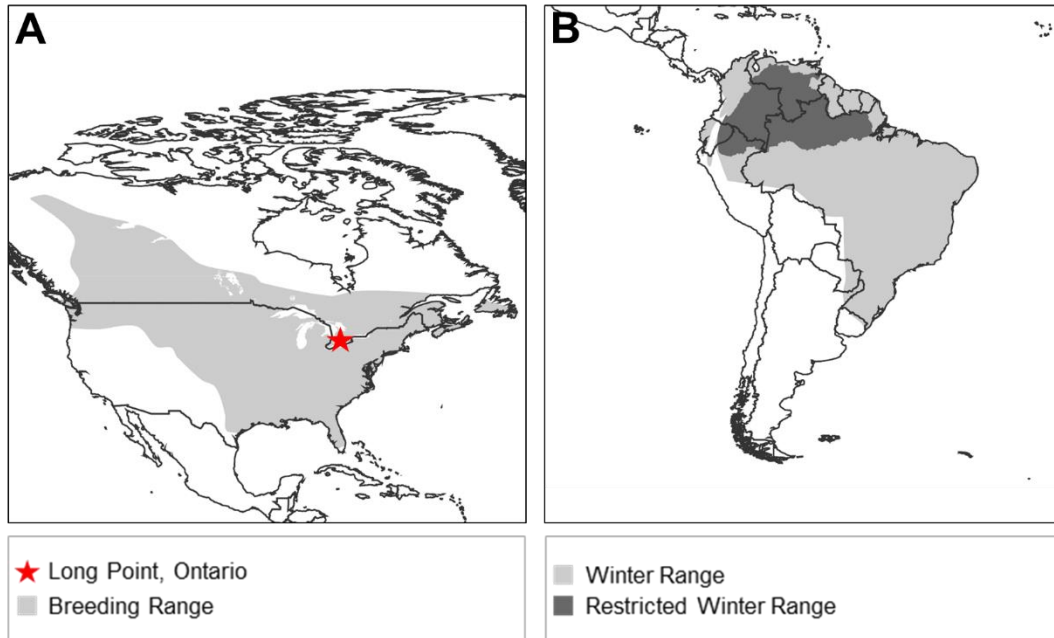 A
B
Long Point, Ontario
Breeding Range
Winter Range
Restricted Winter Range